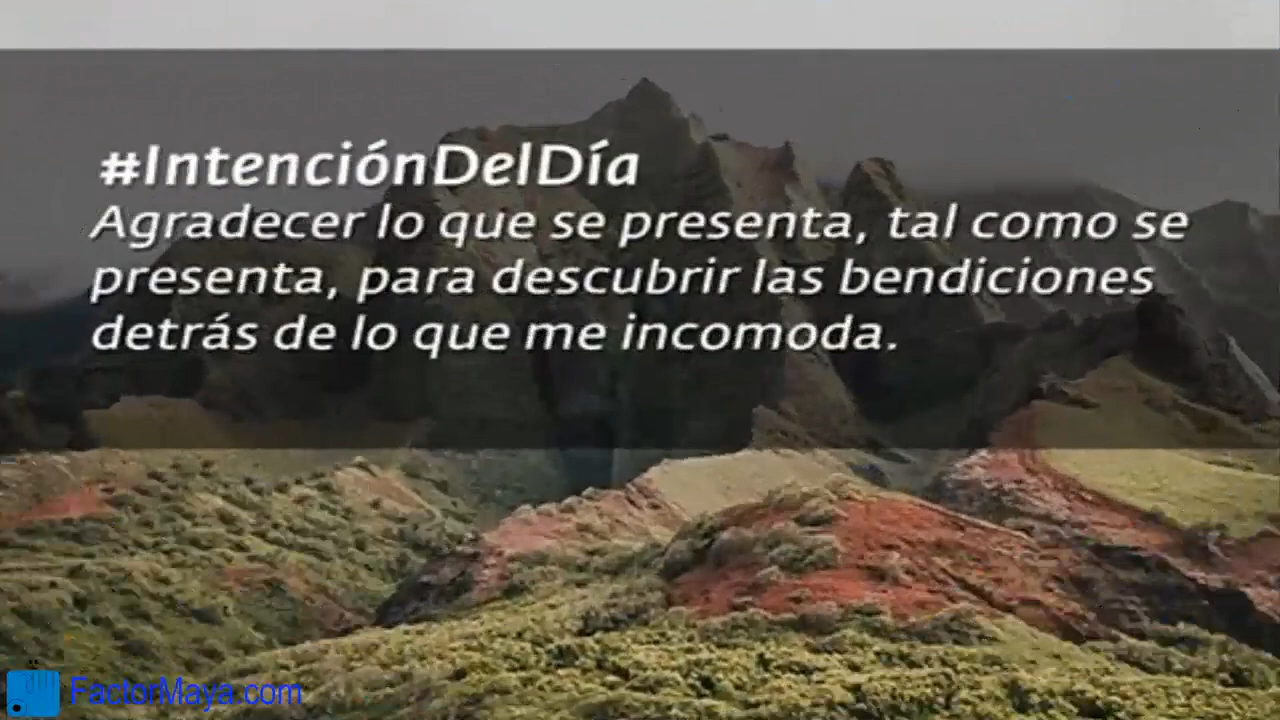 #IntenciónDelDía
Agradecer lo que se presenta, tal como se
presenta, para descubrir las bendiciones
detrás de lo que me incomoda.
FactorMaya.com